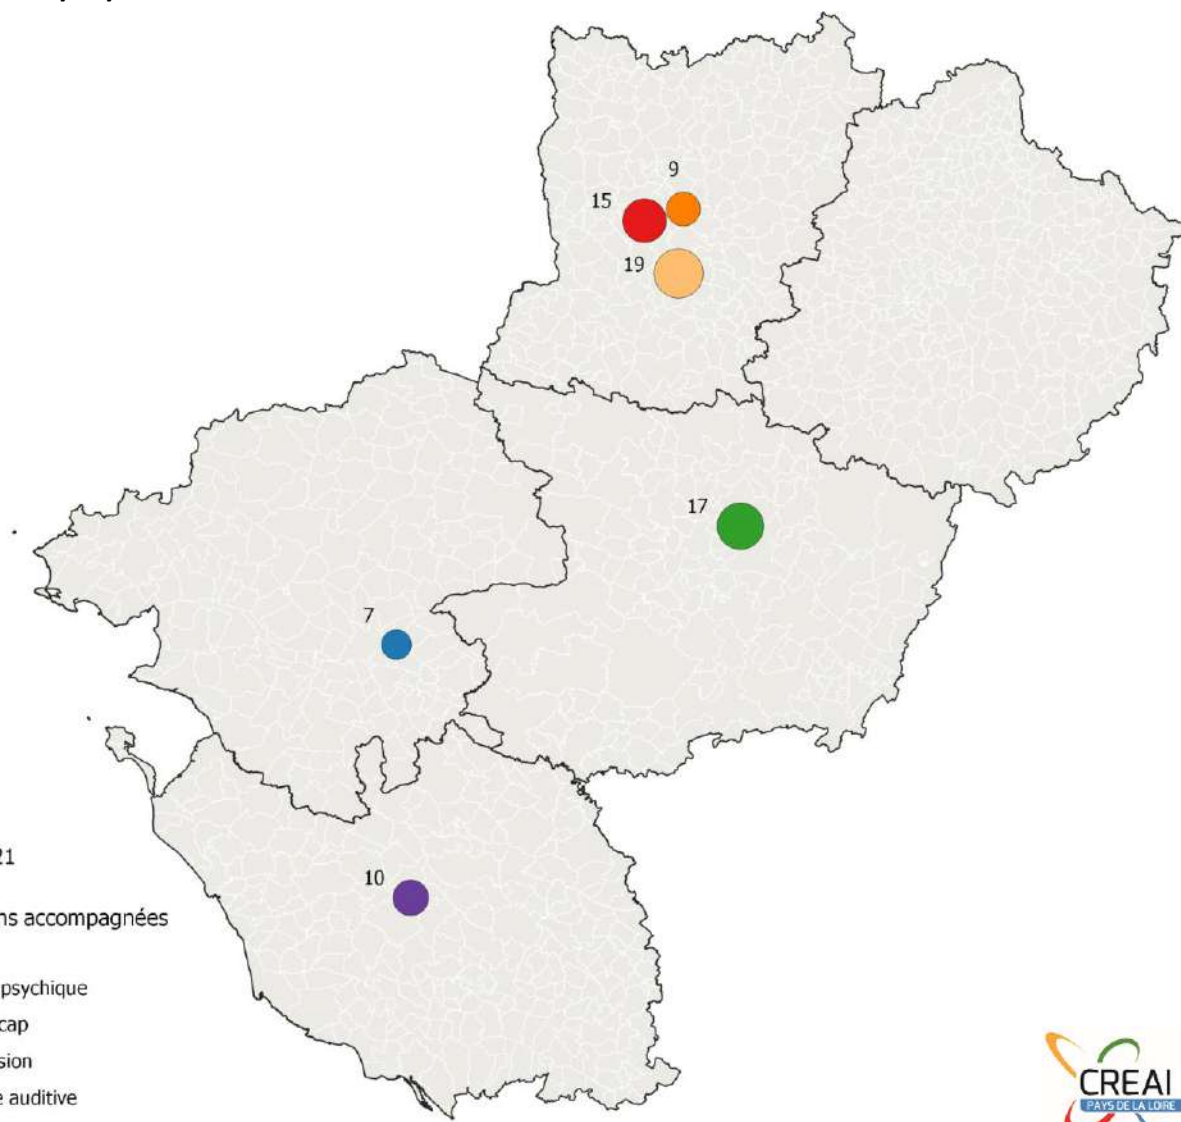 9
15
19
17
7
10
21
ns accompagnées
psychique
cap
sion
e auditive
CREAI
PAYS DE LA LOIRE